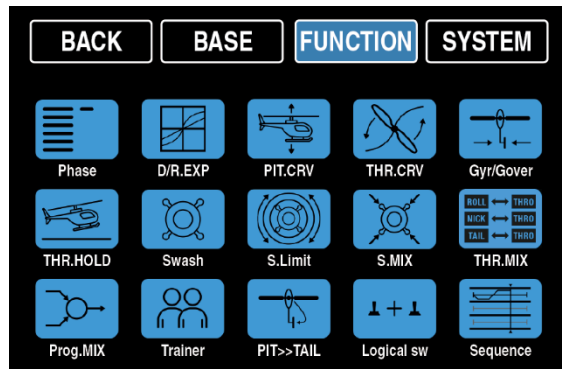 BACK BASE FUNCTION SYSTEM
Phase D/R.EXP PIT.CRV THR.CRV Gyr/Gover
ROLL THRO
NICK THRO
TAIL THRO
THR.HOLD Swash S.Limit S.MIX THR.MIX
Prog.MIX Trainer PIT>>TAIL Logical sw Sequence